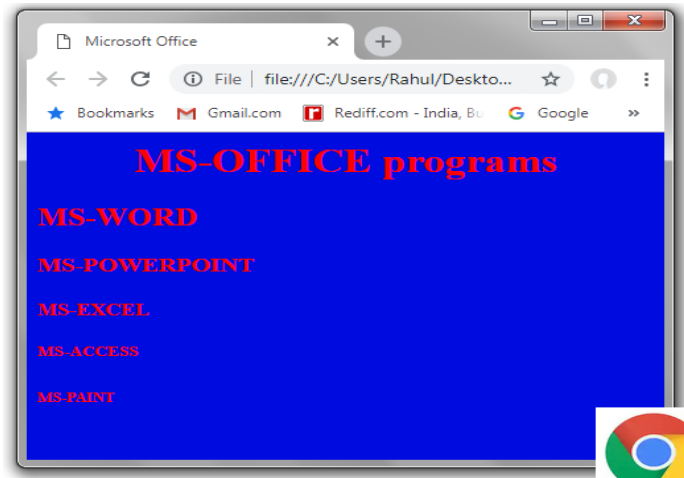 Microsoft Office
File | file:///C:/Users/Rahul/Deskto...
Bookmarks Gmail.com Rediff.com - India, Bu Google
MS-OFFICE programs
MS-WORD
MS-POWERPOINT
MS-EXCEL
MS-ACCESS
MS-PAINT